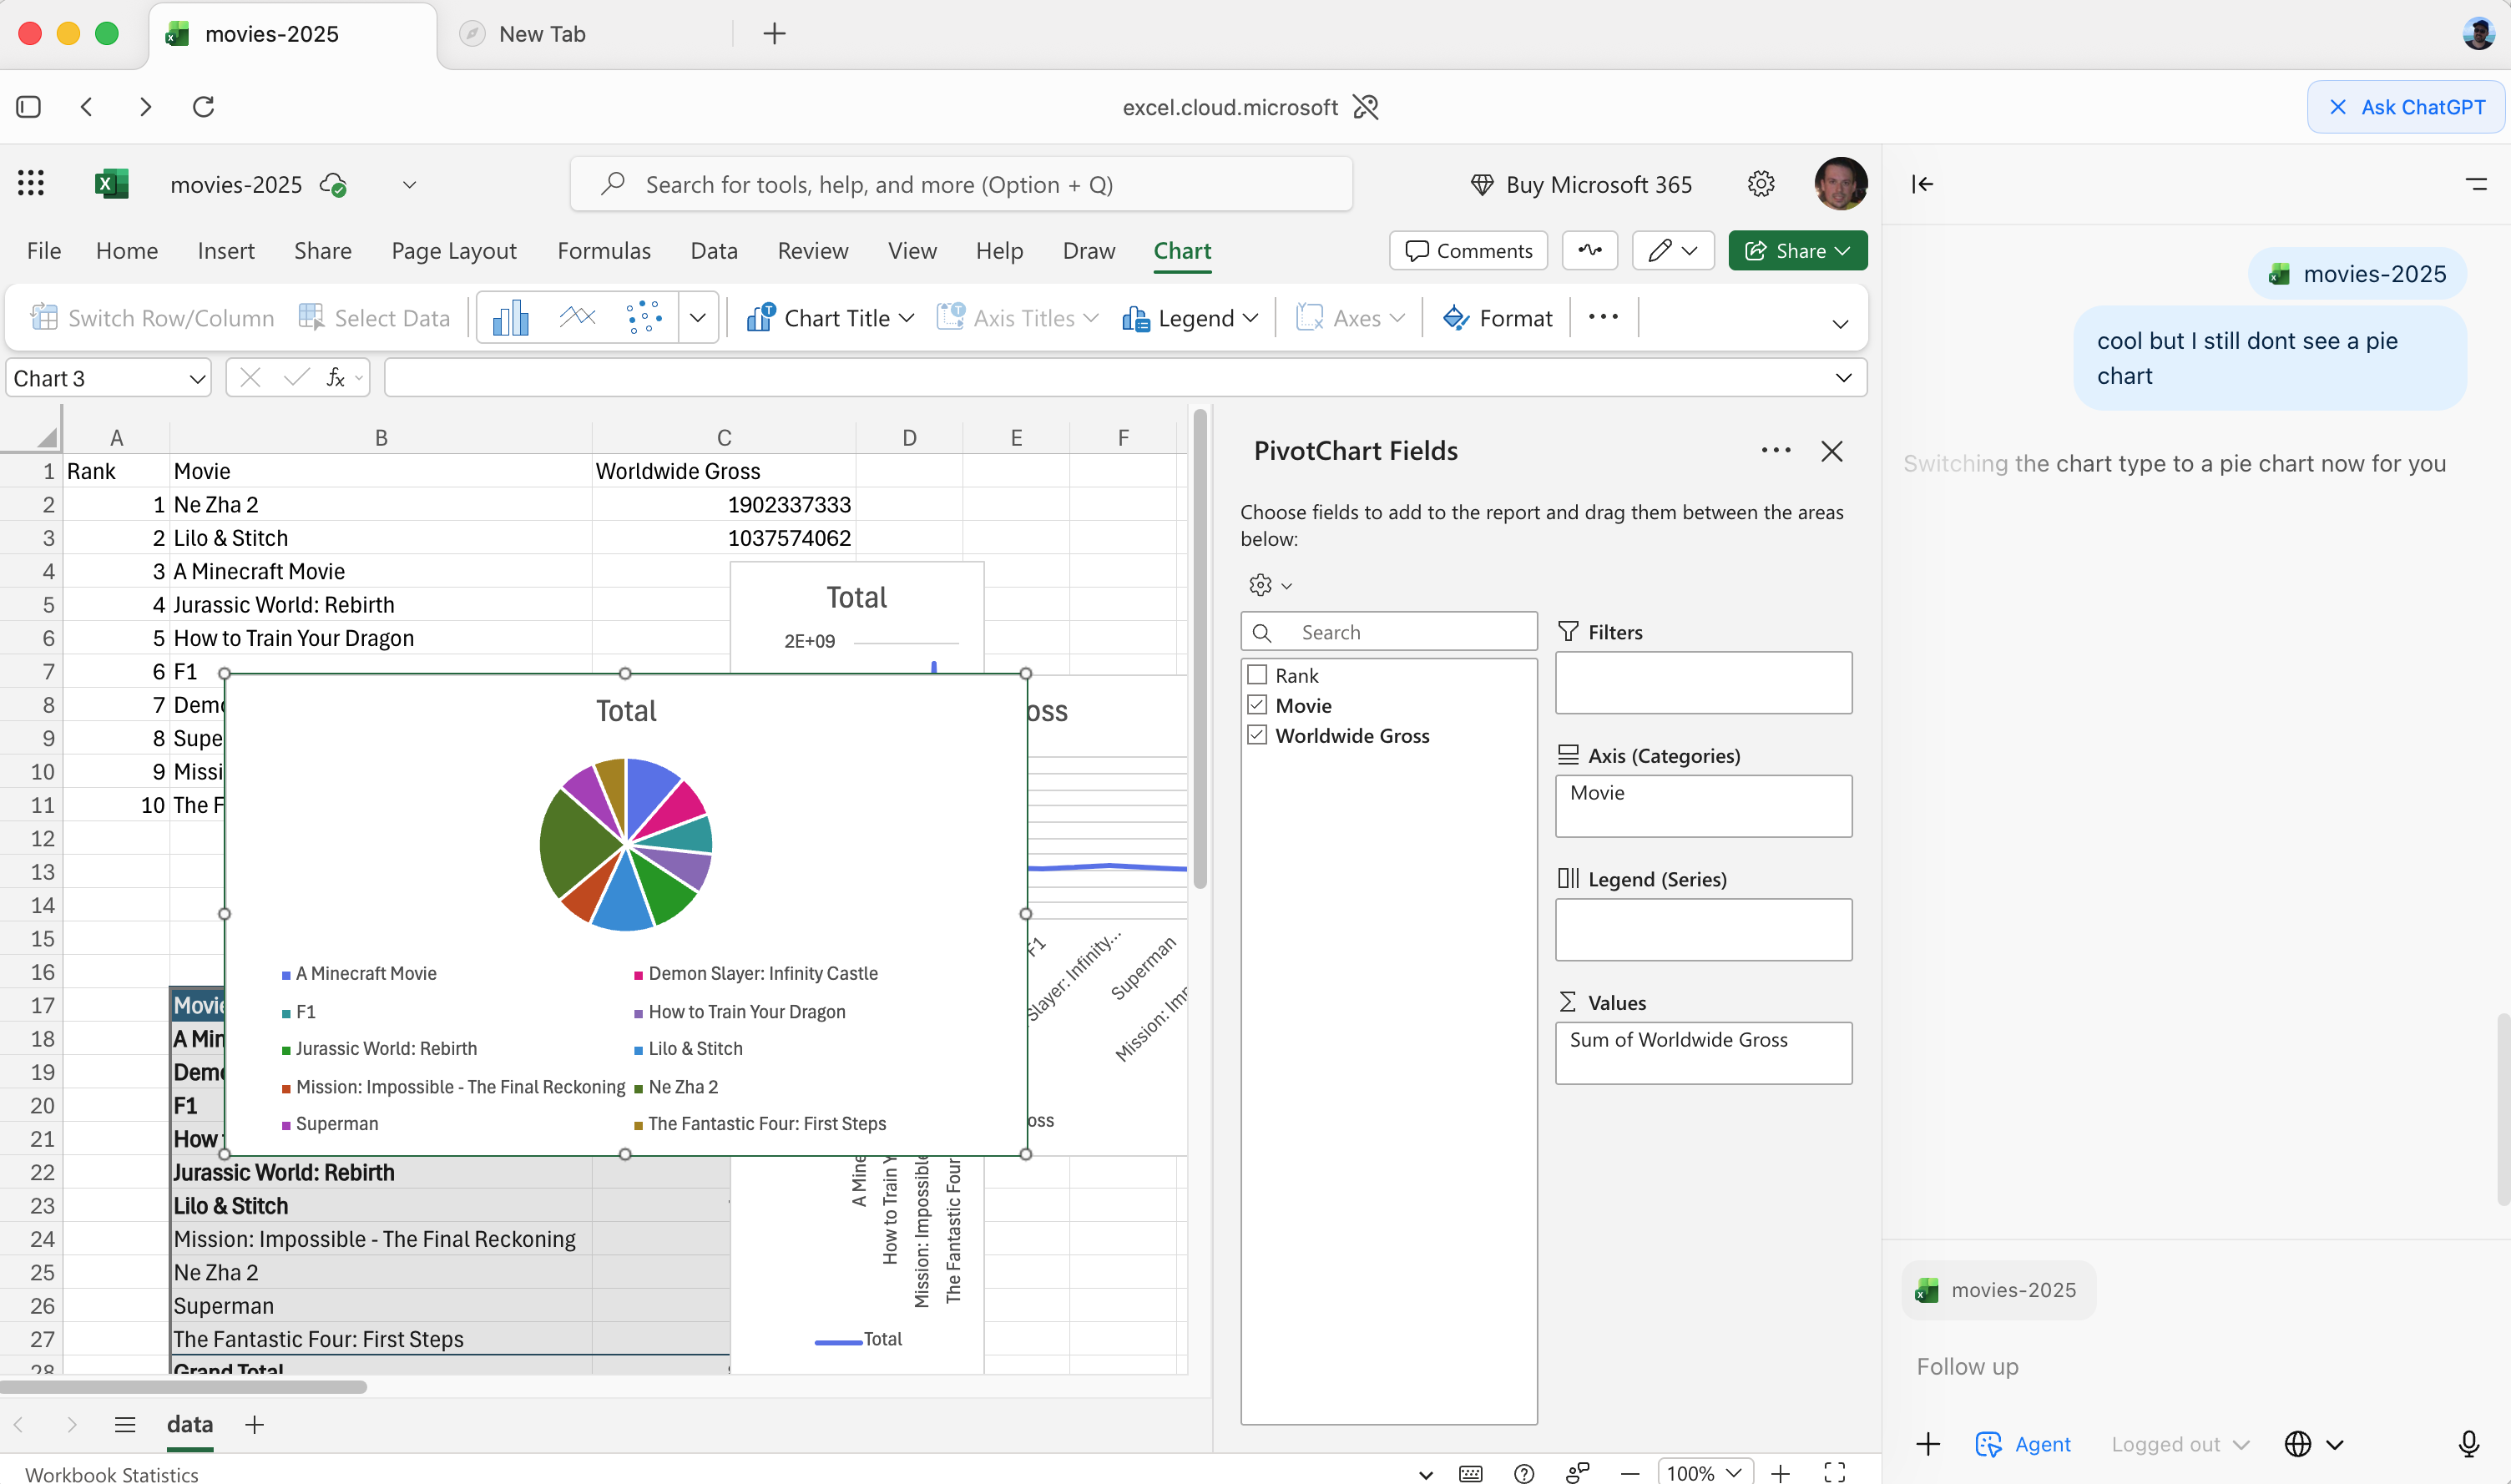 movies-2025
New Tab
excel.cloud.microsoft
Ask ChatGPT
movies-2025
Search for tools, help, and more (Option + Q)
Buy Microsoft 365
File Home Insert Share Page Layout Formulas Data Review View Help Draw Chart
Comments
Share
Switch Row/Column
Select Data
Chart Title
Axis Titles
Legend
Axes
Format
Chart 3
fx
A B C D E F
1 Rank Movie Worldwide Gross
2 1 Ne Zha 2 1902337333
3 2 Lilo & Stitch 1037574062
4 3 A Minecraft Movie
5 4 Jurassic World: Rebirth
6 5 How to Train Your Dragon
7 6 F1
8 7 Demo
9 8 Supe
10 9 Missi
11 10 The F
12
13
14
15
16
17 Movie
18 A Min
19 Demo
20 F1
21 How
22 Jurassic World: Rebirth
23 Lilo & Stitch
24 Mission: Impossible - The Final Reckoning
25 Ne Zha 2
26 Superman
27 The Fantastic Four: First Steps
28 Grand Total
Total
2E+09
A Mine
How to Train Y
Mission: Impossible
The Fantastic Four
Total
oss
F1
Slayer: Infinity...
Superman
Mission: Imp
oss
Total
A Minecraft Movie
Demon Slayer: Infinity Castle
F1
How to Train Your Dragon
Jurassic World: Rebirth
Lilo & Stitch
Mission: Impossible - The Final Reckoning
Ne Zha 2
Superman
The Fantastic Four: First Steps
PivotChart Fields
Choose fields to add to the report and drag them between the areas
below:
Search
Rank
Movie
Worldwide Gross
Filters
Axis (Categories)
Movie
Legend (Series)
Values
Sum of Worldwide Gross
data
Workbook Statistics
100%
movies-2025
cool but I still dont see a pie
chart
Switching the chart type to a pie chart now for you
movies-2025
Follow up
Agent
Logged out